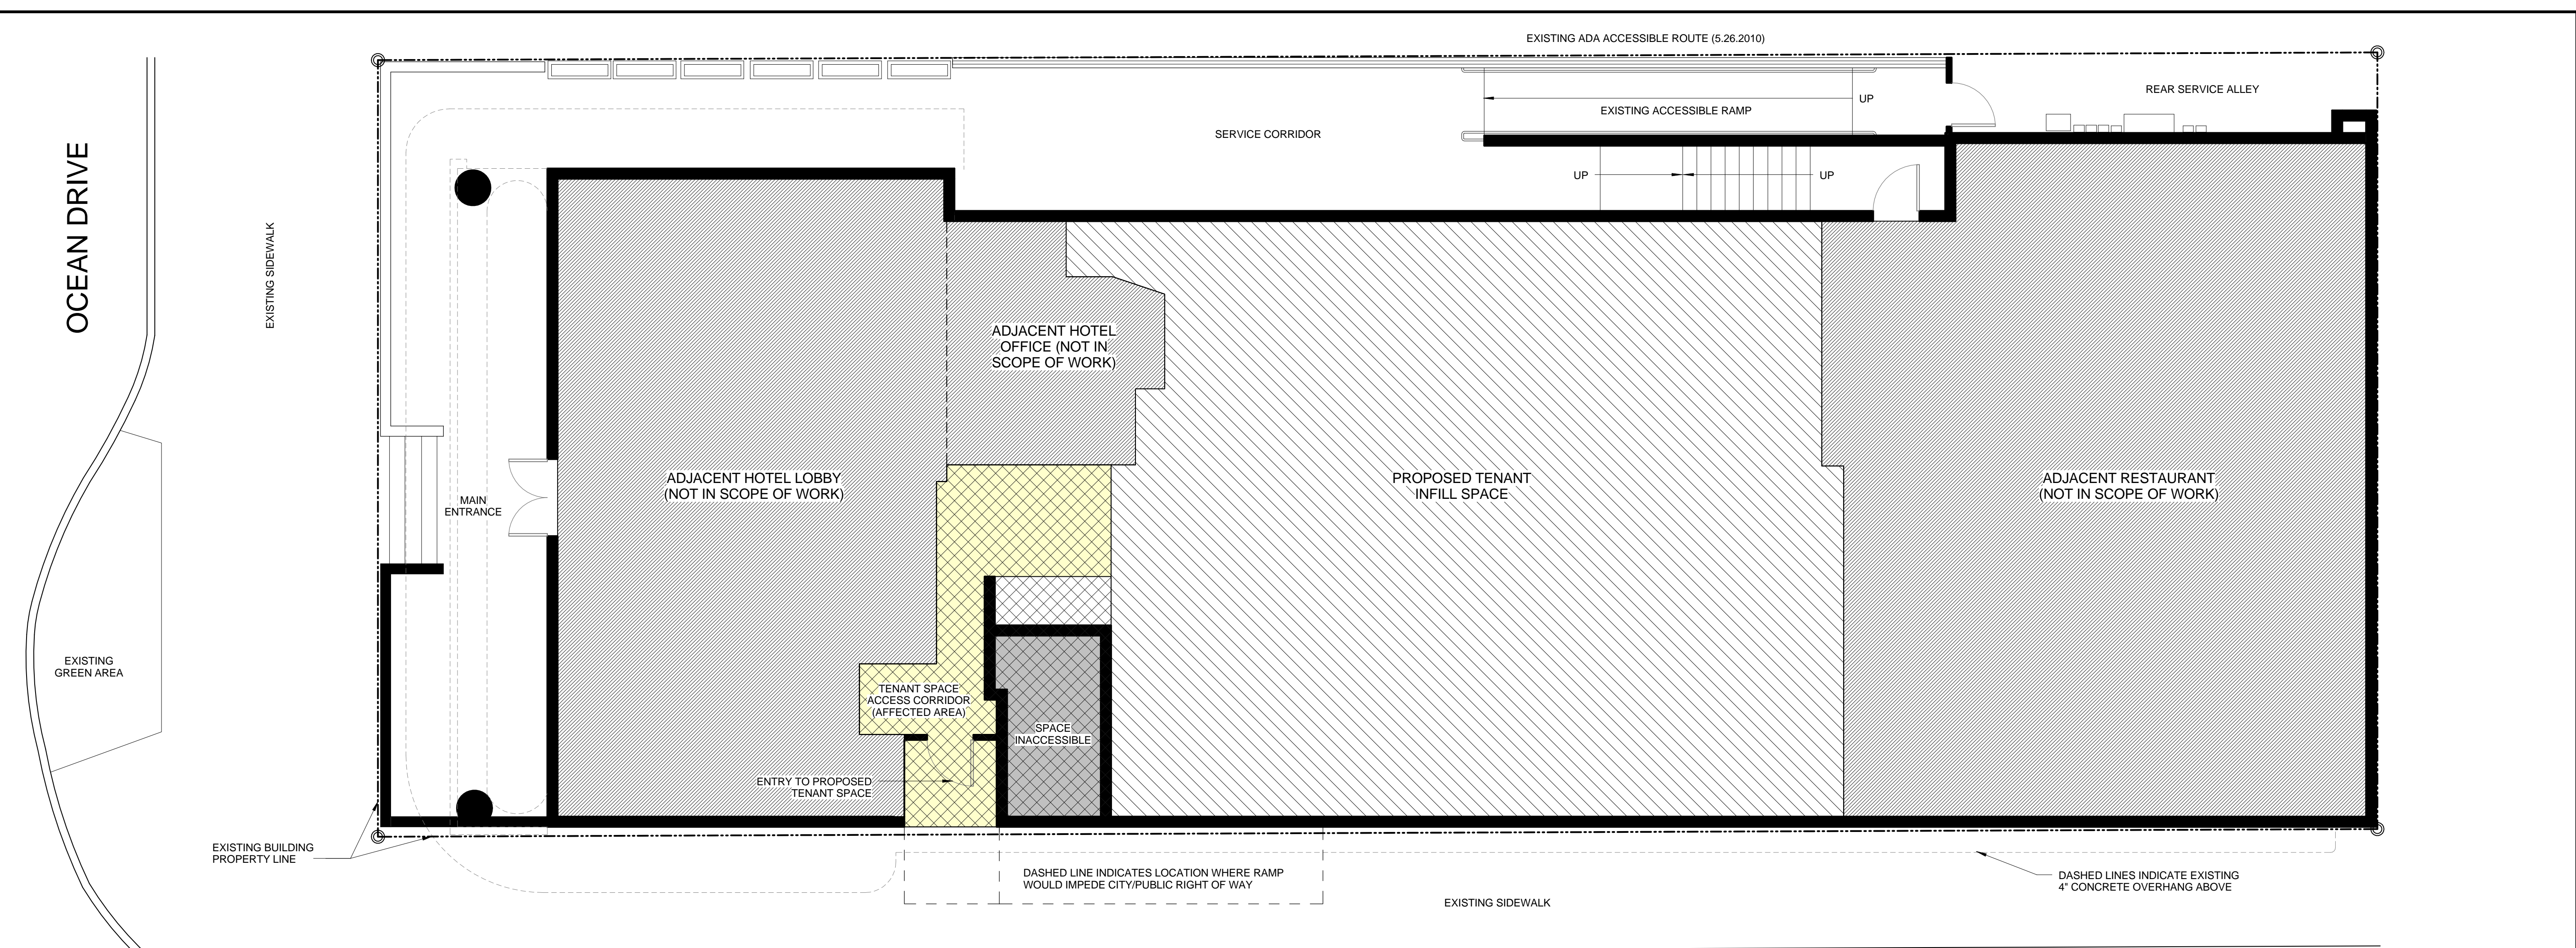 EXISTING ADA ACCESSIBLE ROUTE (5.26.2010)
REAR SERVICE ALLEY
UP
EXISTING ACCESSIBLE RAMP
SERVICE CORRIDOR
UP
UP
OCEAN DRIVE
EXISTING SIDEWALK
ADJACENT HOTEL
OFFICE (NOT IN
SCOPE OF WORK)
ADJACENT HOTEL LOBBY
(NOT IN SCOPE OF WORK)
PROPOSED TENANT
INFILL SPACE
ADJACENT RESTAURANT
(NOT IN SCOPE OF WORK)
MAIN
ENTRANCE
EXISTING
GREEN AREA
TENANT SPACE
ACCESS CORRIDOR
(AFFECTED AREA)
SPACE
INACCESSIBLE
ENTRY TO PROPOSED
TENANT SPACE
EXISTING BUILDING
PROPERTY LINE
DASHED LINE INDICATES LOCATION WHERE RAMP
WOULD IMPEDE CITY/PUBLIC RIGHT OF WAY
DASHED LINES INDICATE EXISTING
4" CONCRETE OVERHANG ABOVE
EXISTING SIDEWALK